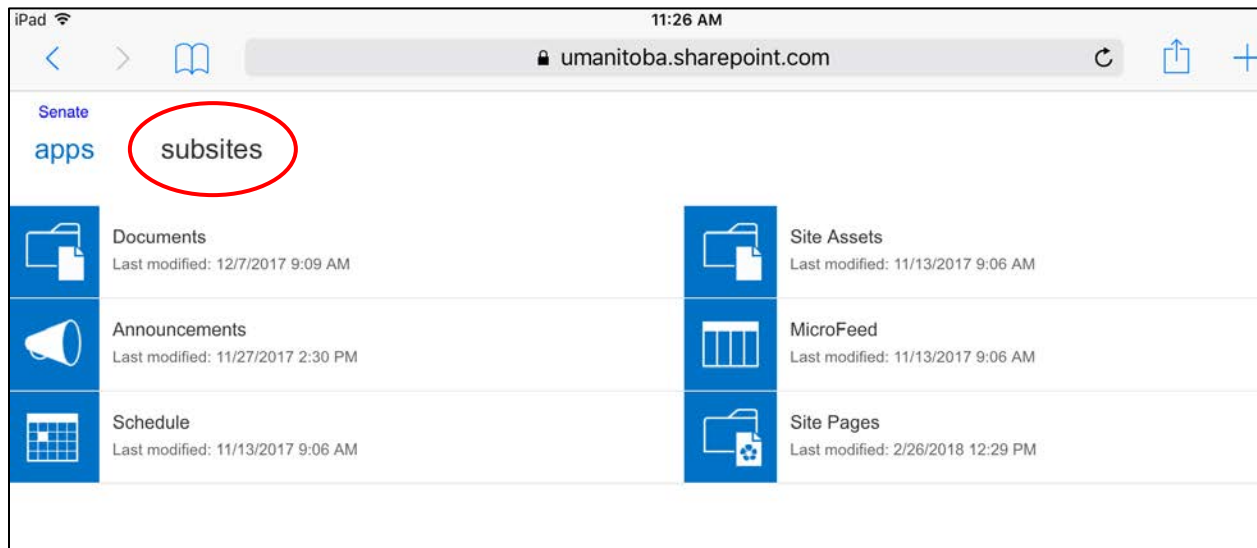 iPad
11:26 AM
umanitoba.sharepoint.com
Senate
apps
subsites
Documents
Last modified: 12/7/2017 9:09 AM
Site Assets
Last modified: 11/13/2017 9:06 AM
Announcements
Last modified: 11/27/2017 2:30 PM
MicroFeed
Last modified: 11/13/2017 9:06 AM
Schedule
Last modified: 11/13/2017 9:06 AM
Site Pages
Last modified: 2/26/2018 12:29 PM